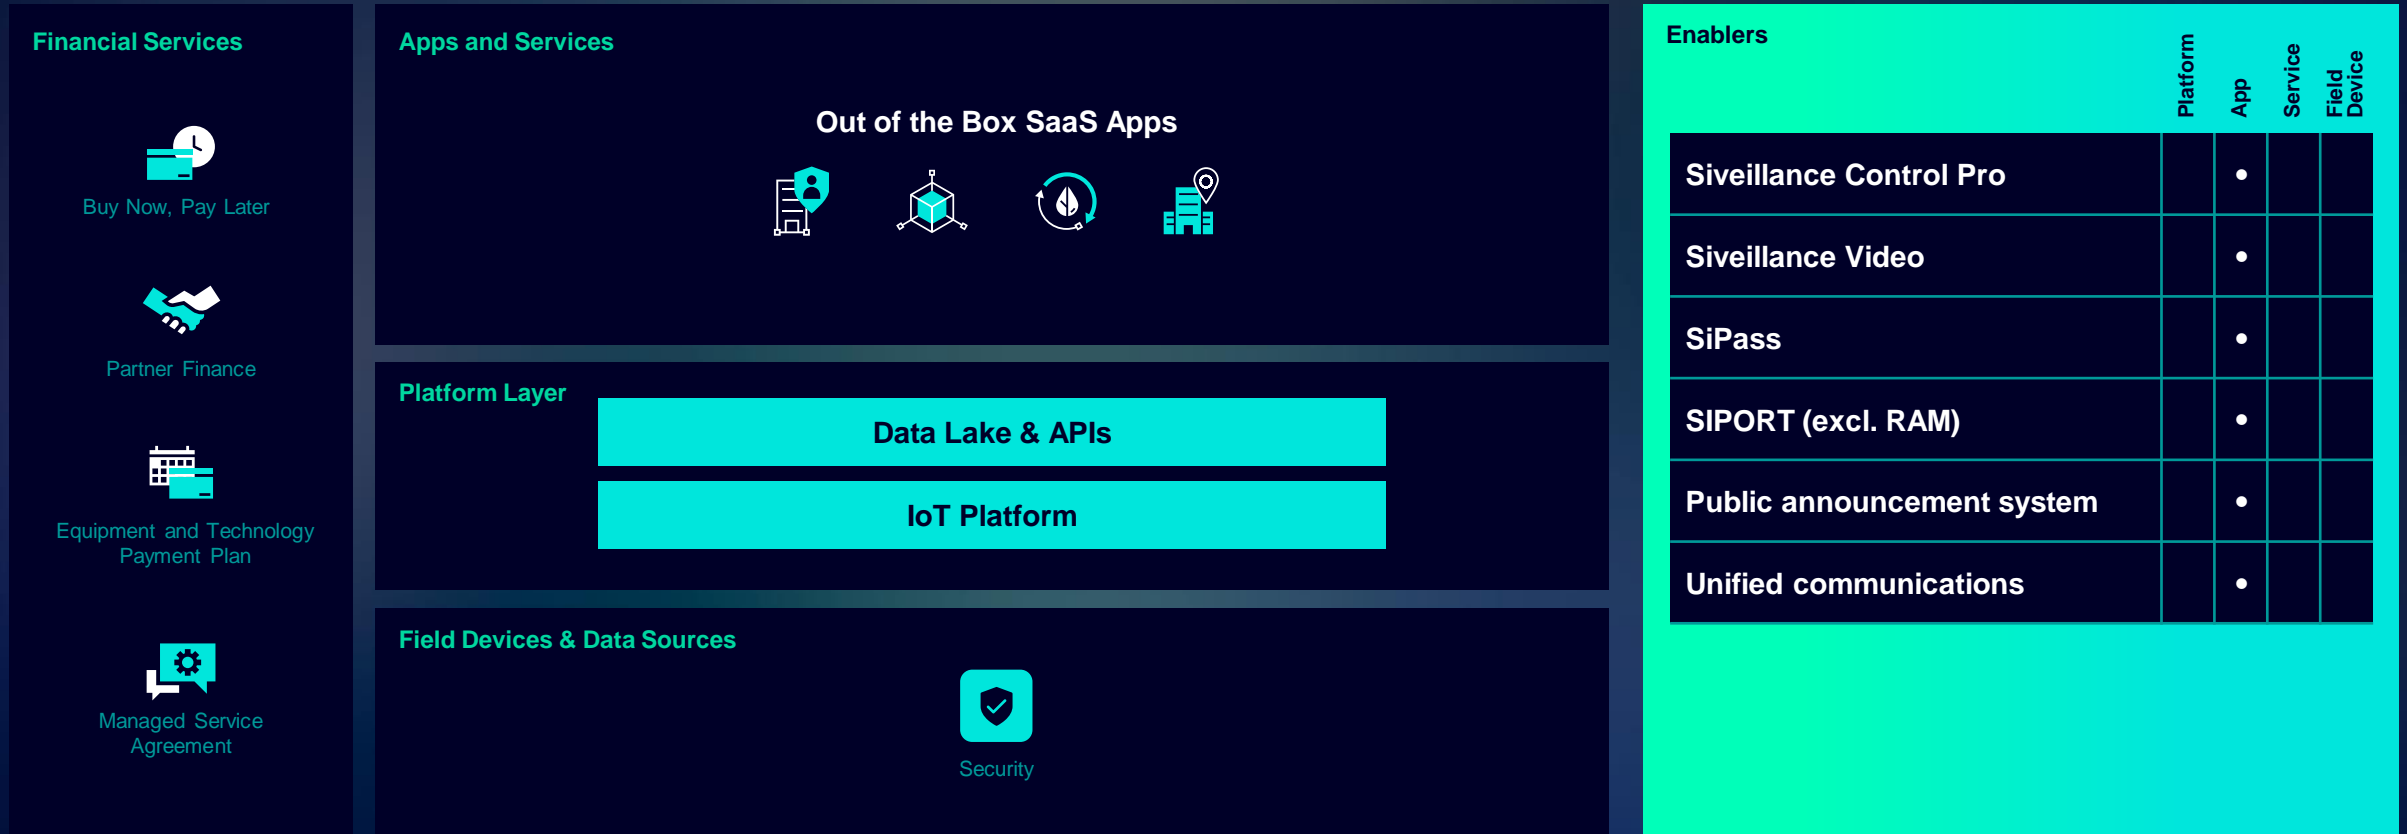 Financial Services
Buy Now, Pay Later
Partner Finance
Equipment and Technology
Payment Plan
Managed Service
Agreement
Apps and Services
Out of the Box SaaS Apps
Platform Layer
Data Lake & APIs
IoT Platform
Field Devices & Data Sources
Security
Enablers
Platform
App
Service
Field
Device
Siveillance Control Pro •
Siveillance Video •
SiPass •
SIPORT (excl. RAM) •
Public announcement system •
Unified communications •